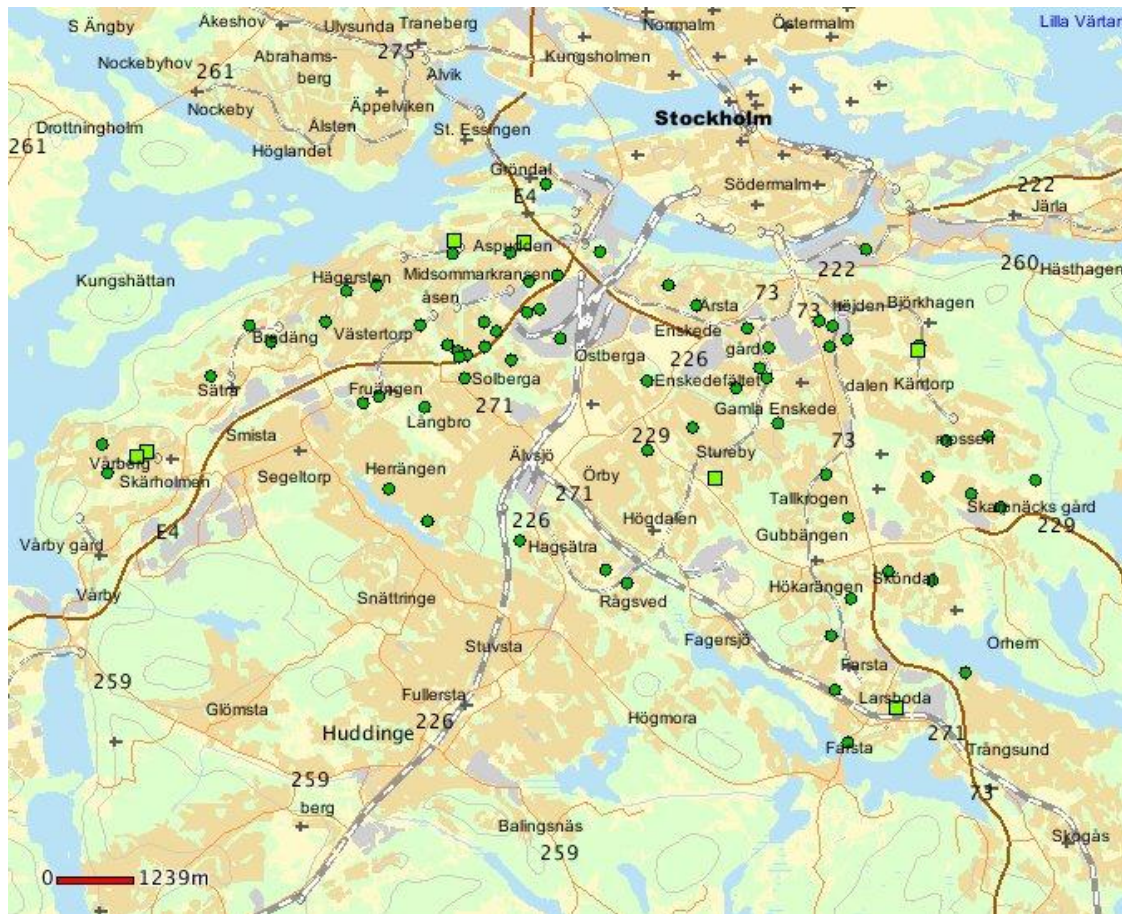 S Ängby
Åkeshov
Ulvsunda
Traneberg
Norrmalm
Östermalm
Lilla Värtan
Nockebyhov
261
Abrahams-
berg
275
Alvik
Kungsholmen
Nockeby
Äppelviken
Drottningholm
Ålsten
St. Essingen
Stockholm
261
Höglandet
Gröndal
E4
Södermalm
222
Järla
Aspudden
Kungshättan
Hägersten
Midsommarkransen
åsen
222
260
Hästhagen
73
Årsta
73
höjden
Björkhagen
Bredäng
Västertorp
Enskede
gård
Östberga
226
Sätra
Fruängen
Solberga
Enskedefältet
dalen
Kärrtorp
271
Långbro
Gamla Enskede
Smista
229
73
mossen
Vårberg
Skärholmen
Segeltorp
Herrängen
Älvsjö
Örby
Stureby
271
Tallkrogen
Skarpnäcks gård
E4
226
Högdalen
229
Vårby gård
Hagsätra
Gubbängen
Vårby
Snättringe
Rågsved
Hökarängen
Sköndal
Stuvsta
Fagersjö
Orhem
259
Farsta
Glömsta
Fullersta
Larsboda
Huddinge
226
Högmora
271
Farsta
Trångsund
259
73
berg
Balingsnäs
259
Skogås
0
1239m